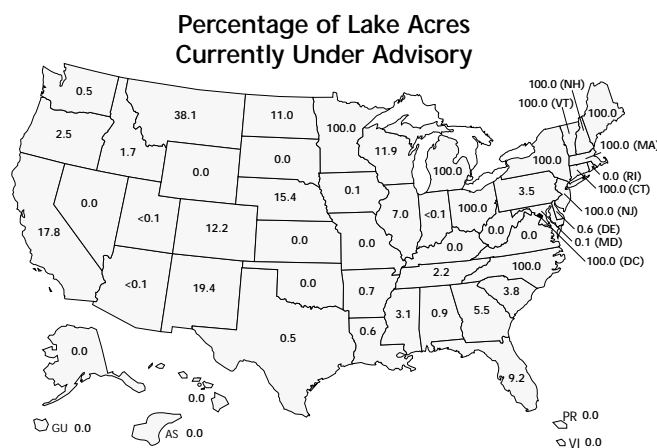 Percentage of Lake Acres
Currently Under Advisory
100.0 (NH)
0.5
100.0 (VT)
38.1
11.0
100.0
100.0
2.5
100.0 (MA)
11.9
1.7
0.0
0.0
100.0
100.0
0.0 (RI)
100.0 (CT)
15.4
0.1
3.5
0.0
100.0 (NJ)
7.0
<0.1
100.0
<0.1
12.2
0.6 (DE)
17.8
0.0
0.0
0.0
0.0
0.1 (MD)
0.0
100.0 (DC)
100.0
2.2
<0.1
19.4
0.0
0.7
3.8
3.1
0.9
5.5
0.5
0.6
0.0
9.2
0.0
PR 0.0
GU 0.0
AS 0.0
VI 0.0